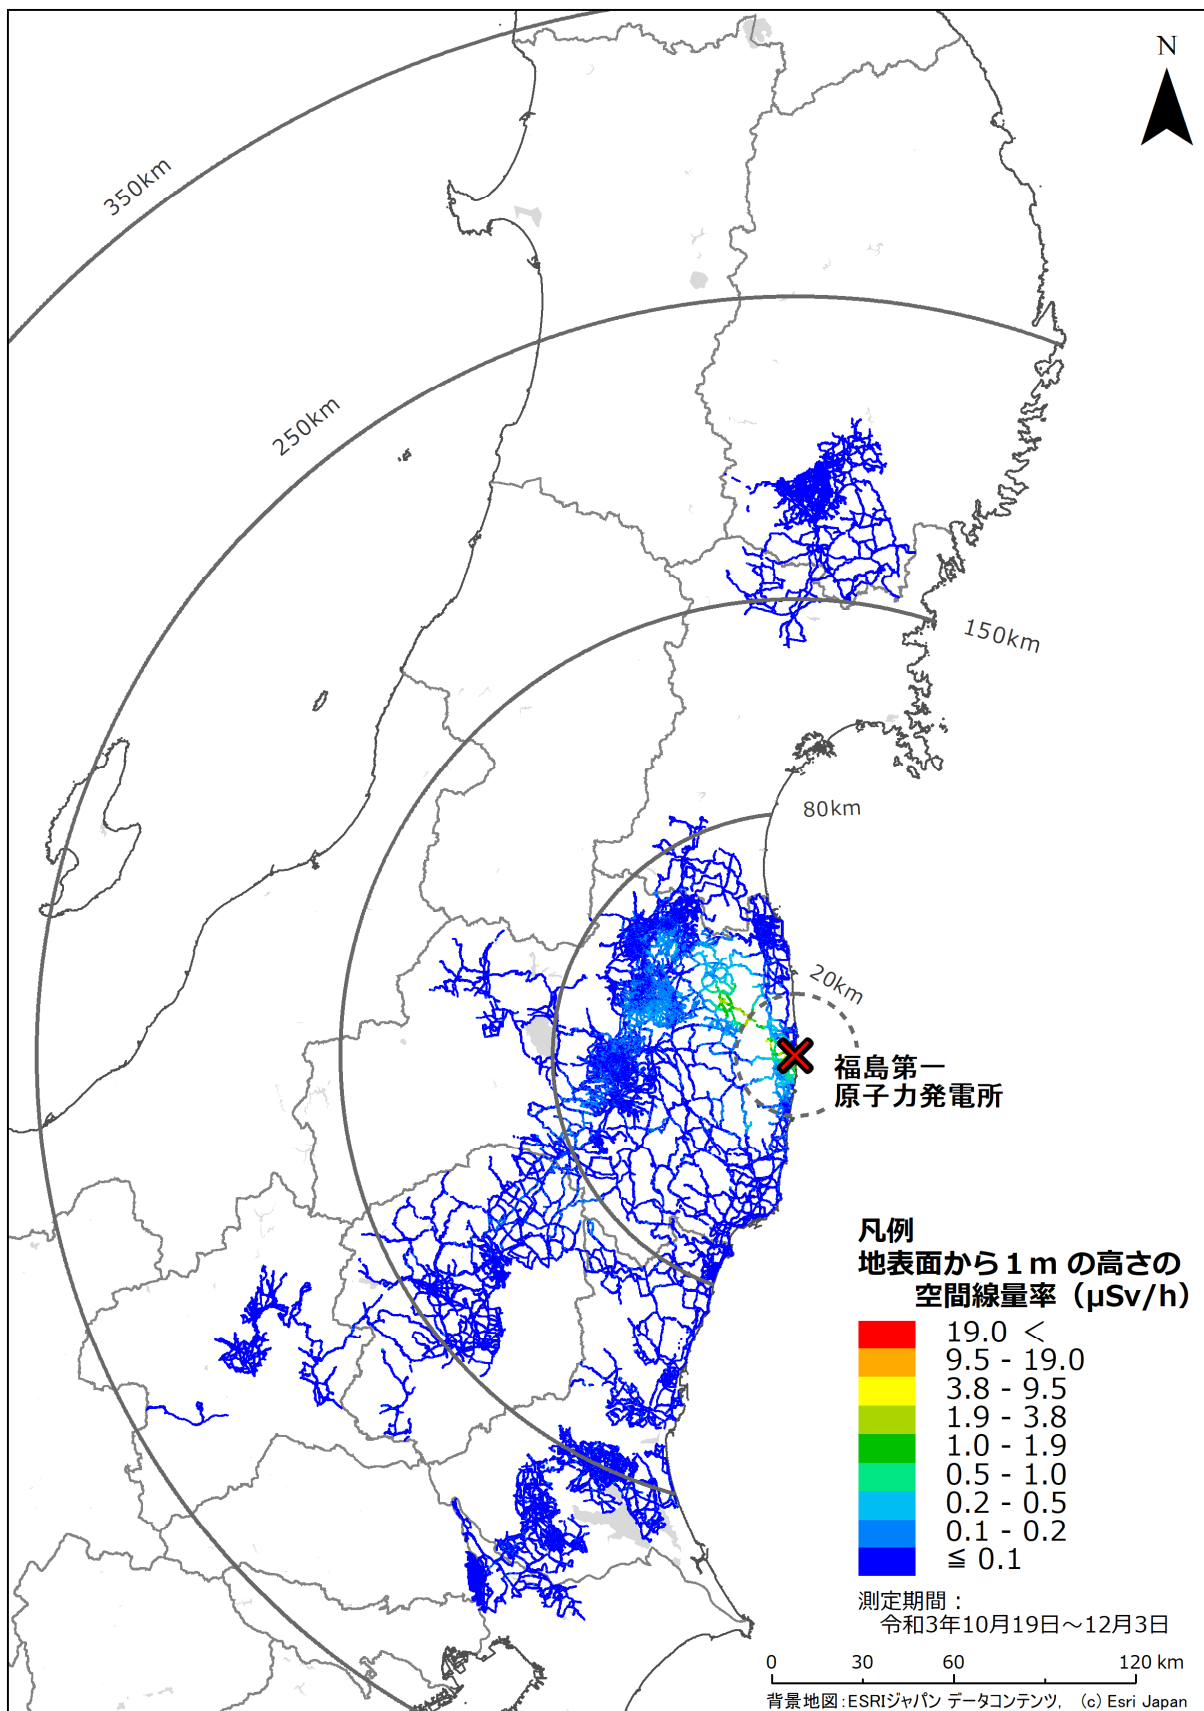 N
350km
250km
150km
80km
20km
福島第一
原子力発電所
凡例
地表面から1mの高さの
空間線量率（μSv/h）
19.0 <
9.5 - 19.0
3.8 - 9.5
1.9 - 3.8
1.0 - 1.9
0.5 - 1.0
0.2 - 0.5
0.1 - 0.2
≦ 0.1
測定期間：
令和3年10月19日～12月3日
0 30 60 120 km
背景地図：ESRIジャパン データコンテンツ, (c) Esri Japan